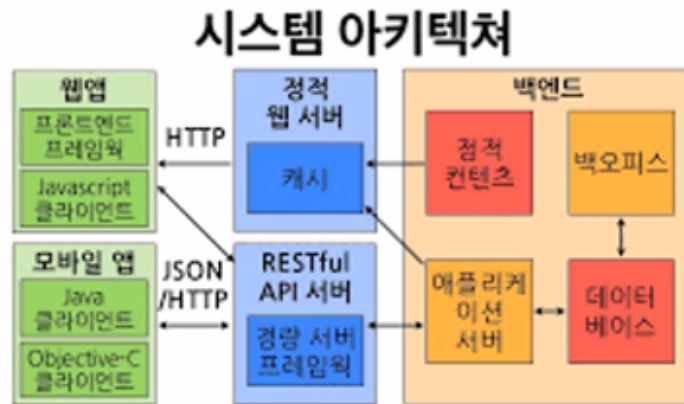 시스템 아키텍쳐
웹앱
프론트엔드
프레임웍
Javascript
클라이언트
HTTP
정적
웹 서버
캐시
백엔드
정적
컨텐츠
백오피스
모바일 앱
Java
클라이언트
Objective-C
클라이언트
JSON
/HTTP
RESTful
API 서버
경량 서버
프레임웍
애플리케
이션
서버
데이터
베이스